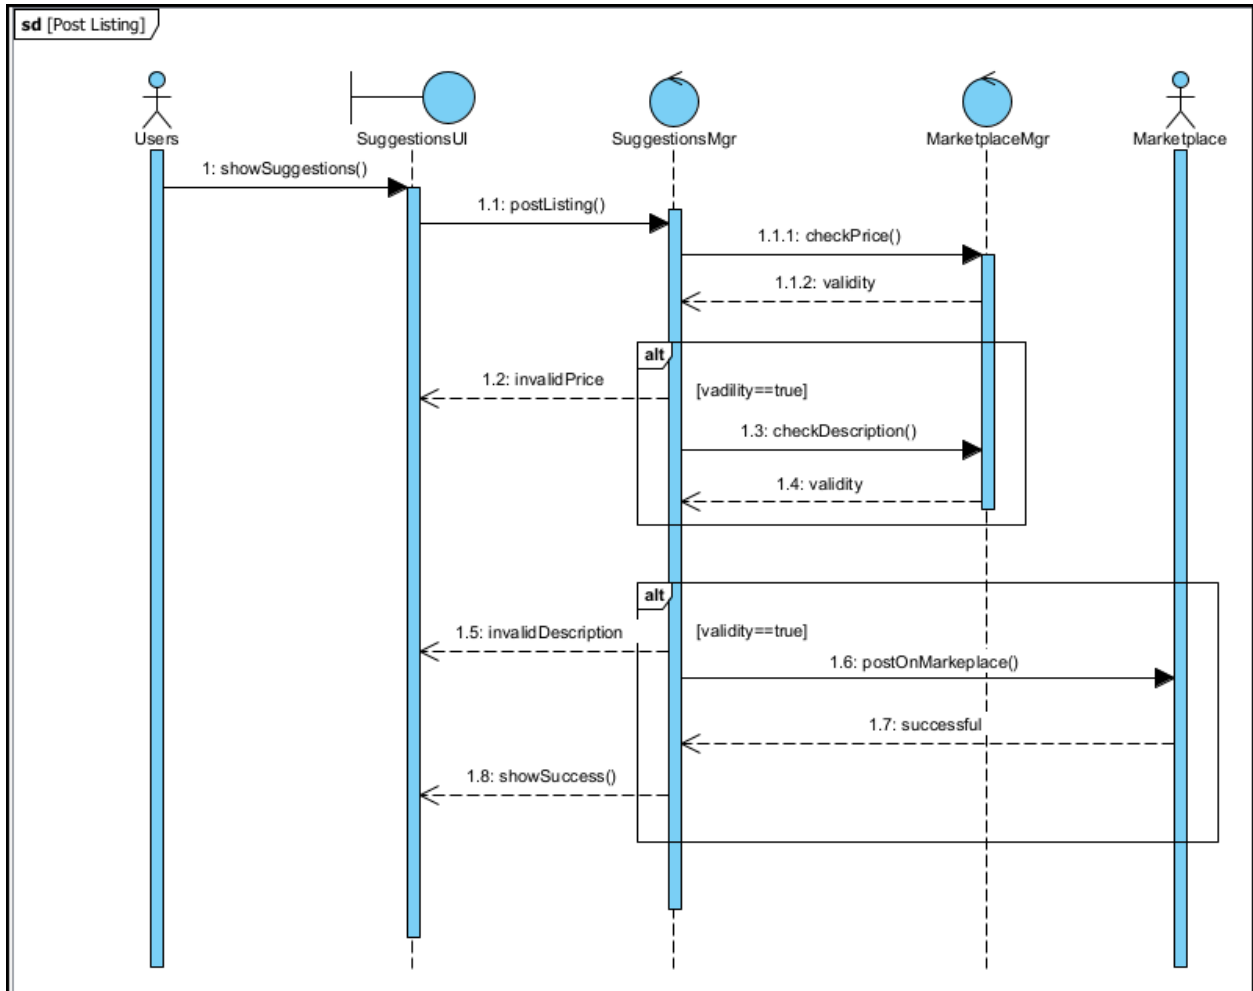 sd [Post Listing]
Users
SuggestionsUI
SuggestionsMgr
MarketplaceMgr
Marketplace
1: showSuggestions()
1.1: postListing()
1.1.1: checkPrice()
1.1.2: validity
alt
1.2: invalidPrice
[vadility==true]
1.3: checkDescription()
1.4: validity
alt
1.5: invalidDescription
[validity==true]
1.6: postOnMarkeplace()
1.7: successful
1.8: showSuccess()